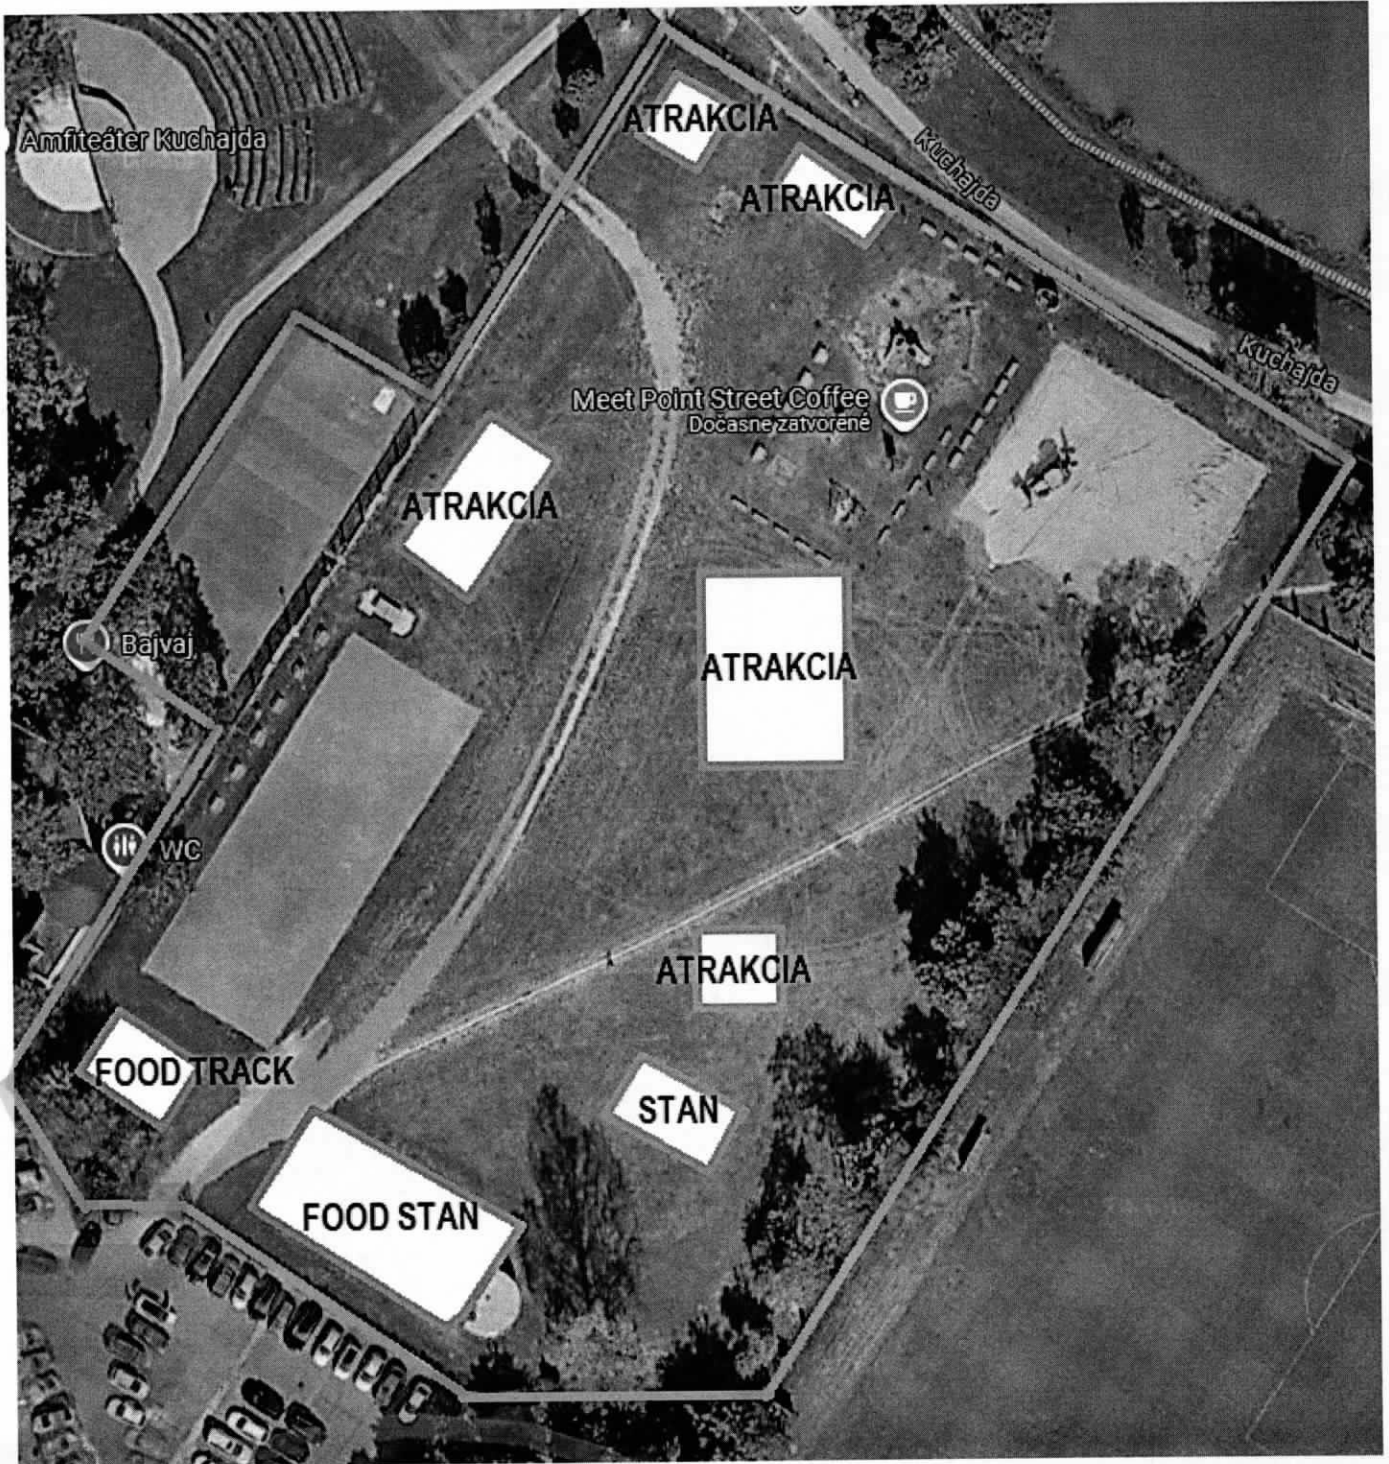 ATRAKCIA
Amfiteáter Kuchajda
Kuchajda
ATRAKCIA
Kuchajda
Meet Point Street Coffee
Dočasne zatvorené
ATRAKCIA
Bajvaj
ATRAKCIA
WC
ATRAKCIA
FOOD TRACK
STAN
FOOD STAN